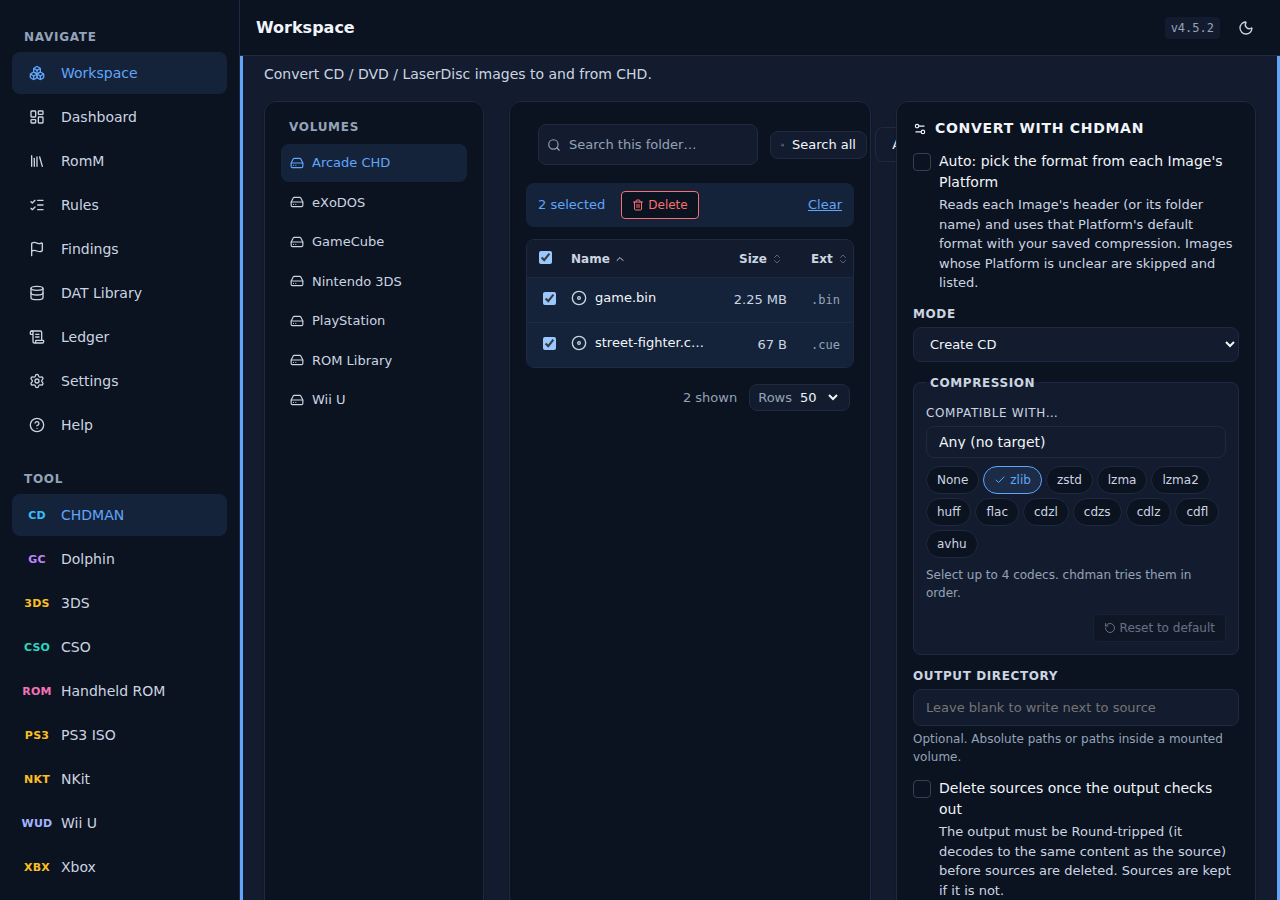 NAVIGATE
Workspace
Dashboard
RomM
Rules
Findings
DAT Library
Ledger
Settings
Help
TOOL
CD CHDMAN
GC Dolphin
3DS 3DS
CSO CSO
ROM Handheld ROM
PS3 PS3 ISO
NKT NKit
WUD Wii U
XBX Xbox
Workspace
v4.5.2
Convert CD / DVD / LaserDisc images to and from CHD.
VOLUMES
Arcade CHD
eXoDOS
GameCube
Nintendo 3DS
PlayStation
ROM Library
Wii U
Search this folder…
Search all
2 selected Delete Clear
Name Size Ext
game.bin 2.25 MB .bin
street-fighter.c… 67 B .cue
2 shown Rows 50
CONVERT WITH CHDMAN
Auto: pick the format from each Image's
Platform
Reads each Image's header (or its folder
name) and uses that Platform's default
format with your saved compression. Images
whose Platform is unclear are skipped and
listed.
MODE
Create CD
COMPRESSION
COMPATIBLE WITH…
Any (no target)
None zlib zstd lzma lzma2
huff flac cdzl cdzs cdlz cdfl
avhu
Select up to 4 codecs. chdman tries them in
order.
Reset to default
OUTPUT DIRECTORY
Leave blank to write next to source
Optional. Absolute paths or paths inside a mounted
volume.
Delete sources once the output checks
out
The output must be Round-tripped (it
decodes to the same content as the source)
before sources are deleted. Sources are kept
if it is not.